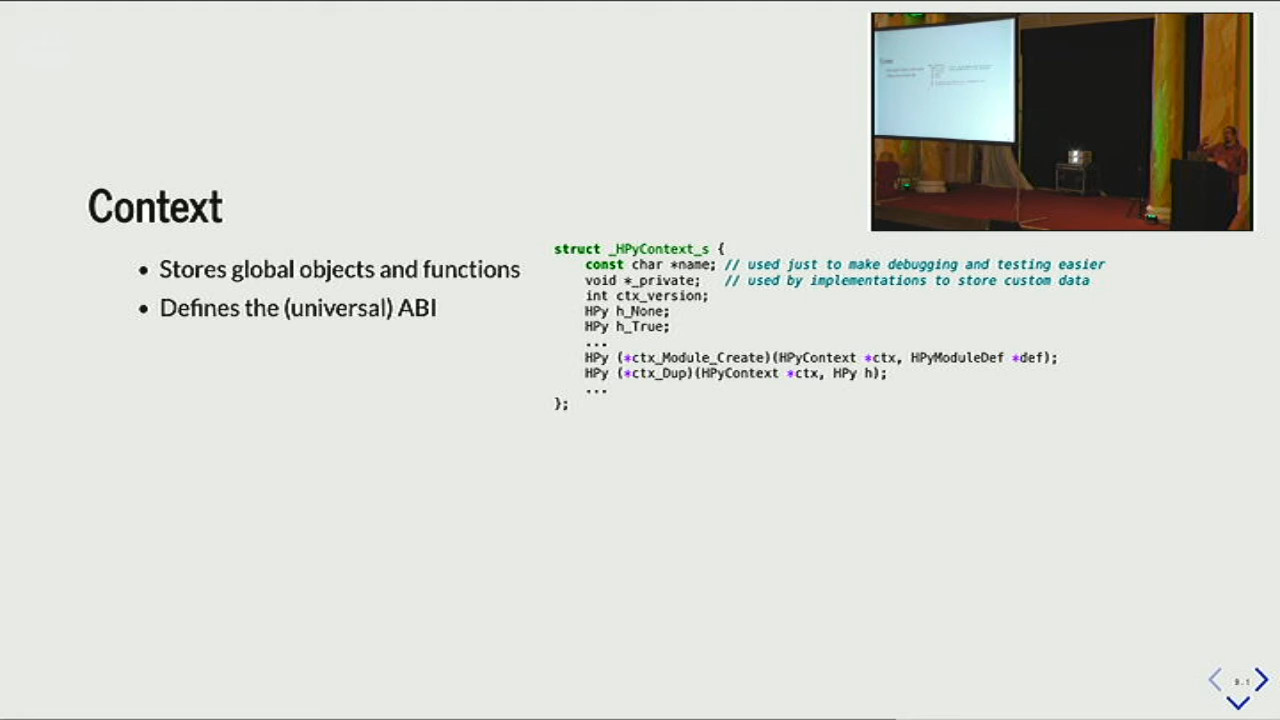 Context
• Stores global objects and functions
• Defines the (universal) ABI
struct _HPyContext_s {
    const char *name; // used just to make debugging and testing easier
    void *_private;   // used by implementations to store custom data
    int ctx_version;
    HPy h_None;
    HPy h_True;
    ...
    HPy (*ctx_Module_Create)(HPyContext *ctx, HPyModuleDef *def);
    HPy (*ctx_Dup)(HPyContext *ctx, HPy h);
    ...
};
9.1